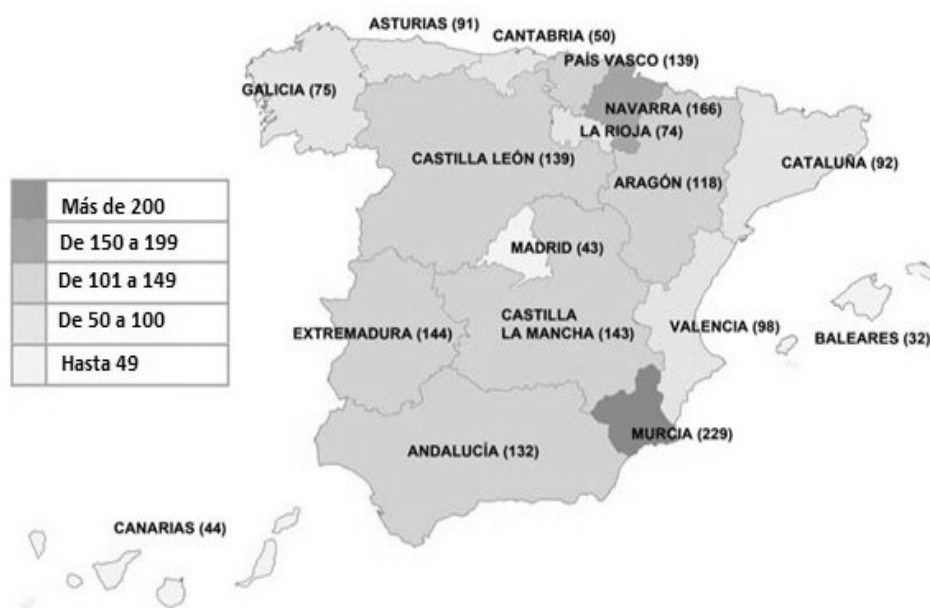 ASTURIAS (91)
CANTABRIA (50)
PAÍS VASCO (139)
GALICIA (75)
NAVARRA (166)
LA RIOJA (74)
CASTILLA LEÓN (139)
CATALUÑA (92)
ARAGÓN (118)
Más de 200
De 150 a 199
De 101 a 149
De 50 a 100
Hasta 49
MADRID (43)
CASTILLA
LA MANCHA (143)
EXTREMADURA (144)
VALENCIA (98)
BALEARES (32)
MURCIA (229)
ANDALUCÍA (132)
CANARIAS (44)